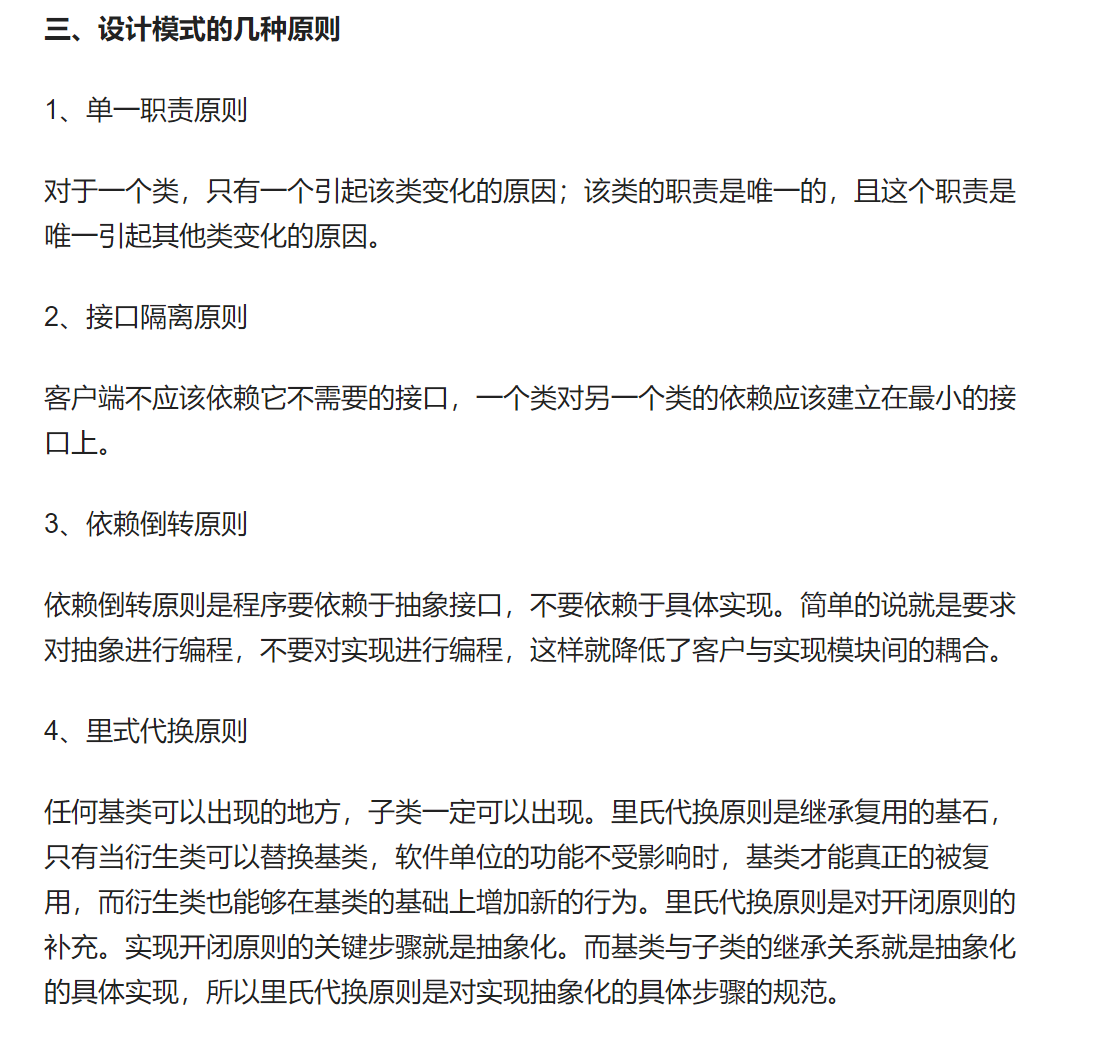 三、设计模式的几种原则
1、单一职责原则
对于一个类，只有一个引起该类变化的原因；该类的职责是唯一的，且这个职责是
唯一引起其他类变化的原因。
2、接口隔离原则
客户端不应该依赖它不需要的接口，一个类对另一个类的依赖应该建立在最小的接
口上。
3、依赖倒转原则
依赖倒转原则是程序要依赖于抽象接口，不要依赖于具体实现。简单的说就是要求
对抽象进行编程，不要对实现进行编程，这样就降低了客户与实现模块间的耦合。
4、里式代换原则
任何基类可以出现的地方，子类一定可以出现。里氏代换原则是继承复用的基石，
只有当衍生类可以替换基类，软件单位的功能不受影响时，基类才能真正的被复
用，而衍生类也能够在基类的基础上增加新的行为。里氏代换原则是对开闭原则的
补充。实现开闭原则的关键步骤就是抽象化。而基类与子类的继承关系就是抽象化
的具体实现，所以里氏代换原则是对实现抽象化的具体步骤的规范。